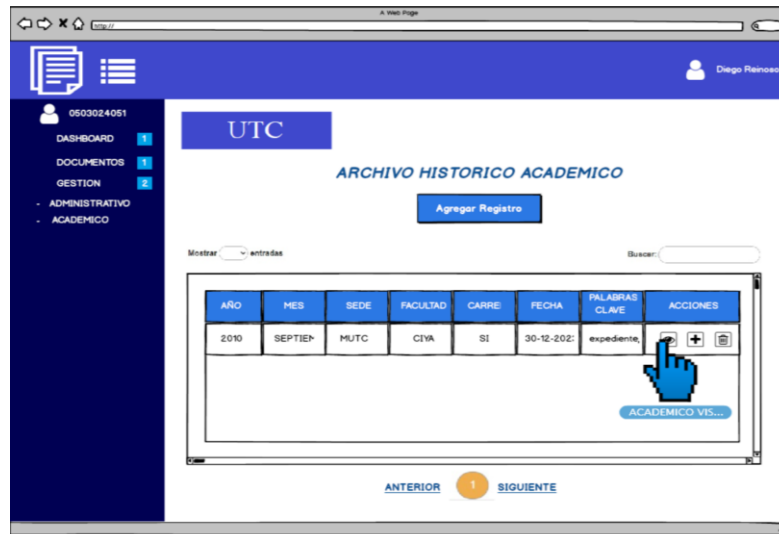 A Web Page
http://
Diego Reinoso
0503024051
DASHBOARD 1
DOCUMENTOS 1
GESTION 2
- ADMINISTRATIVO
- ACADEMICO
UTC
ARCHIVO HISTORICO ACADEMICO
Agregar Registro
Mostrar entradas
Buscar:
AÑO MES SEDE FACULTAD CARRE FECHA PALABRAS CLAVE ACCIONES
2010 SEPTIEM MUTC CIYA SI 30-12-202 expediente,
ACADEMICO VIS...
ANTERIOR 1 SIGUIENTE